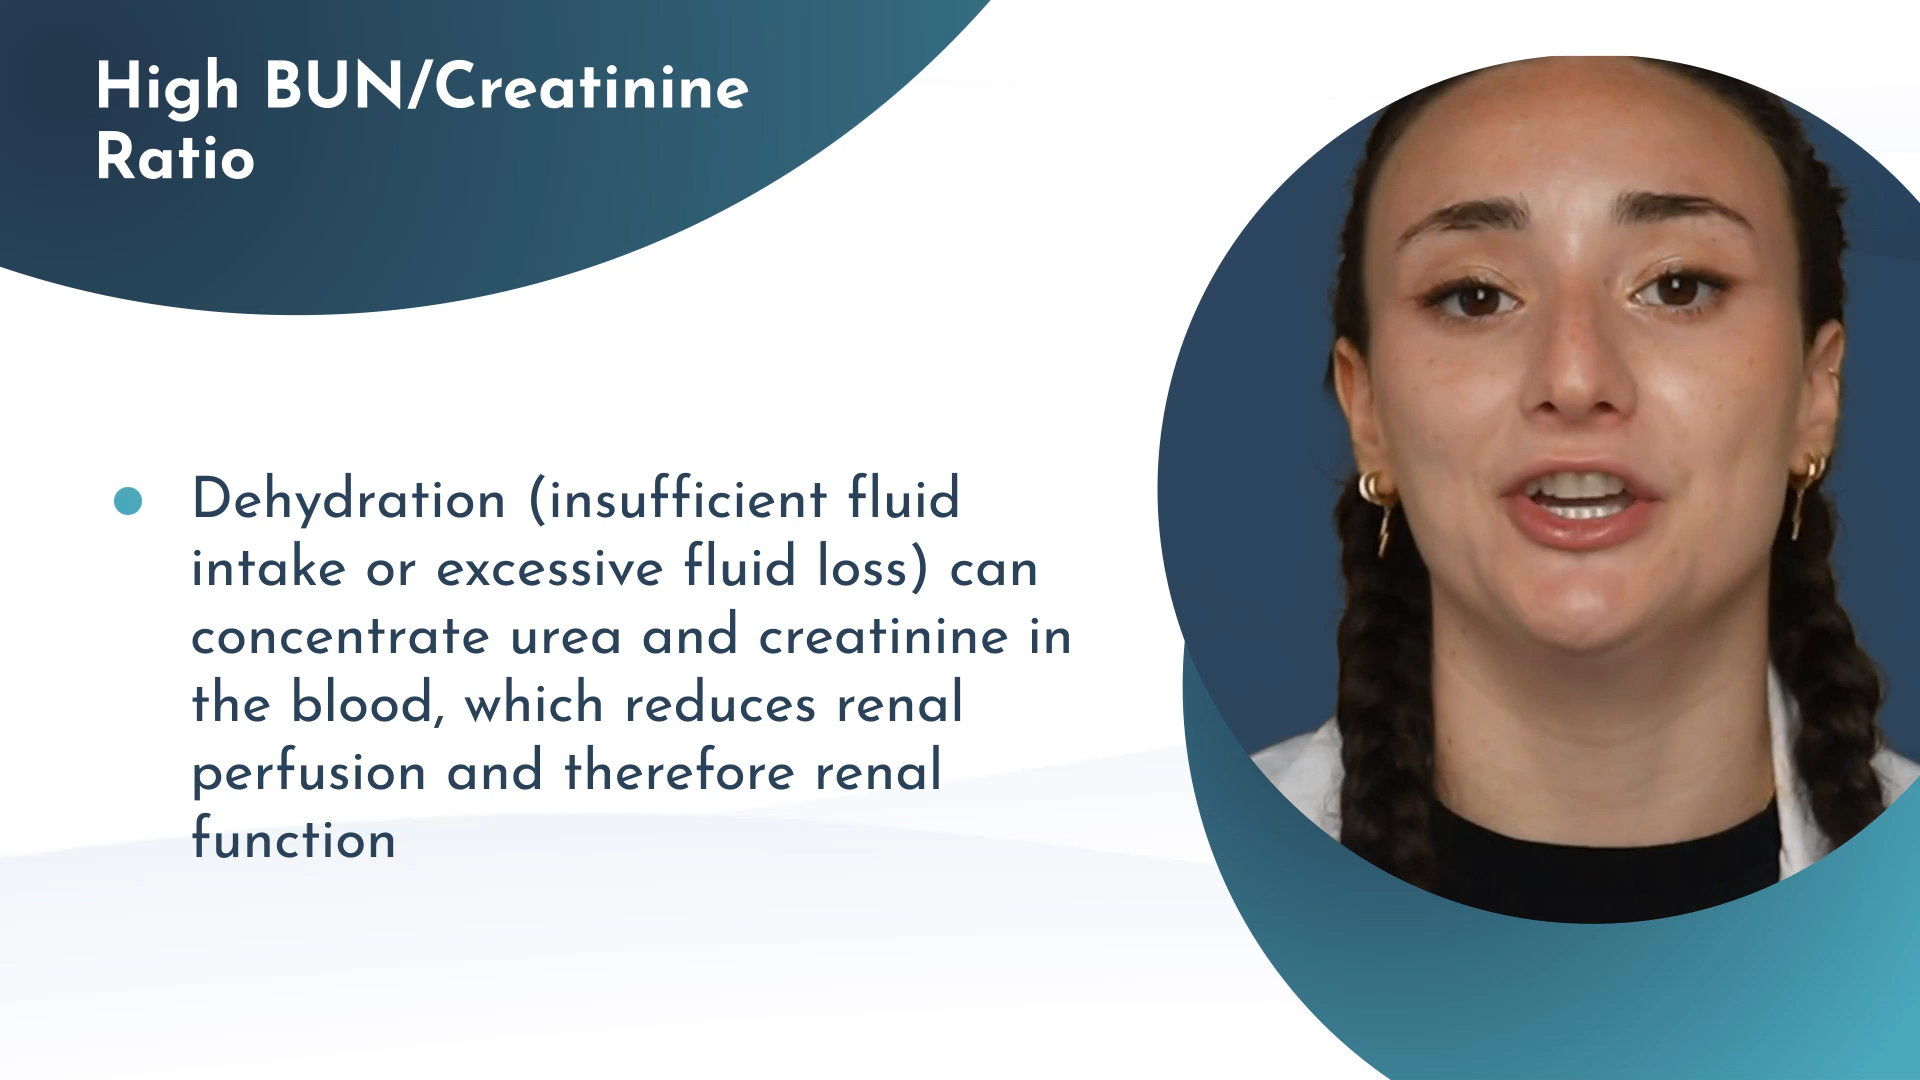 High BUN/Creatinine
Ratio
Dehydration (insufficient fluid
intake or excessive fluid loss) can
concentrate urea and creatinine in
the blood, which reduces renal
perfusion and therefore renal
function